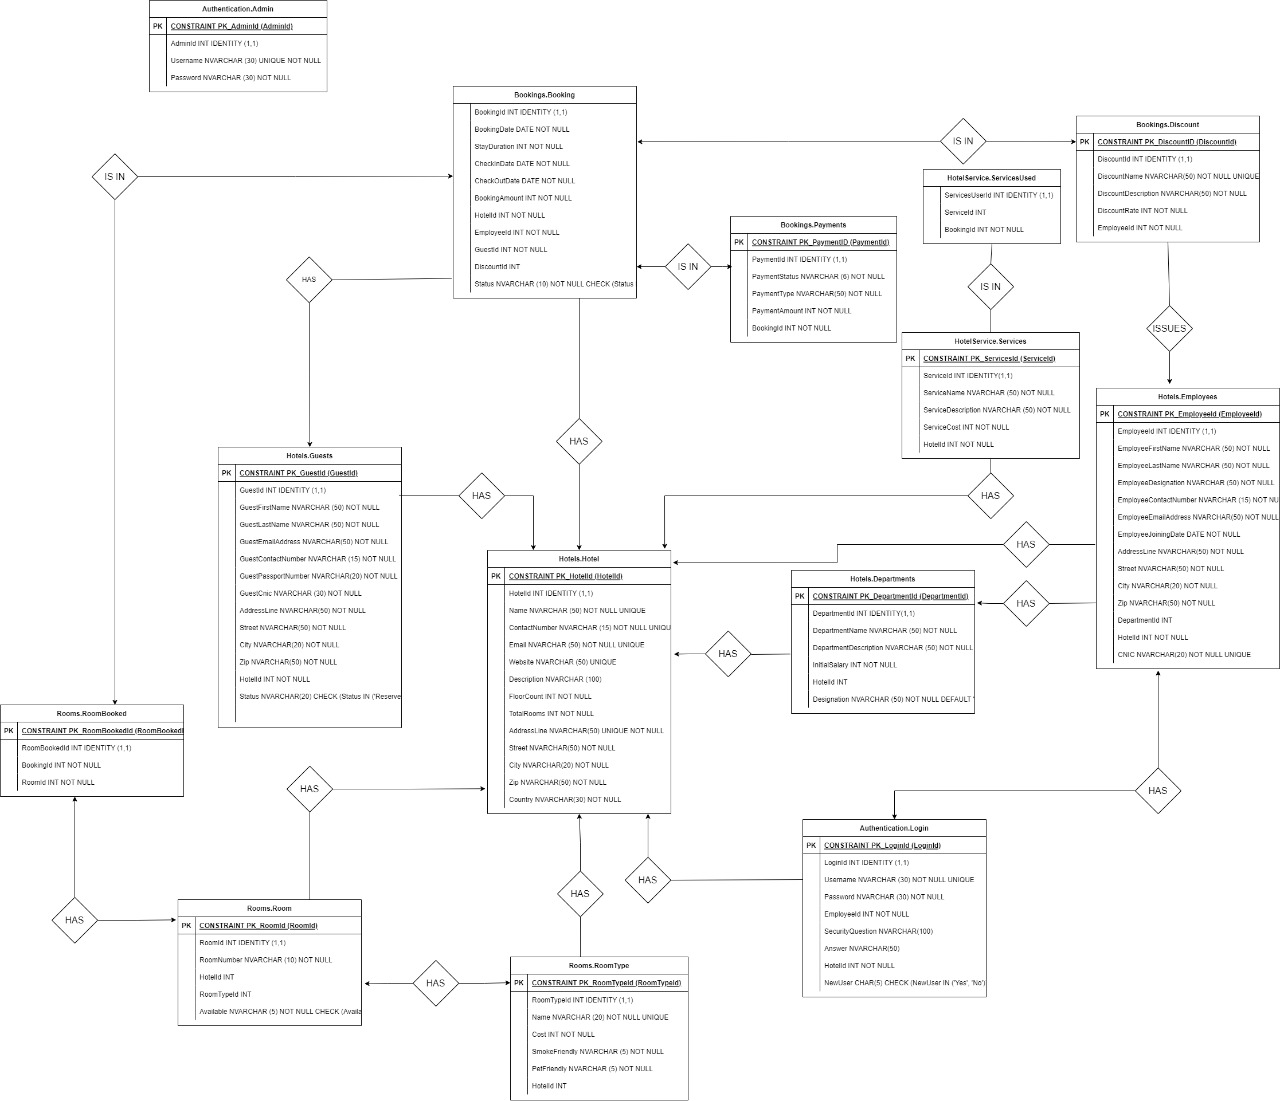 Authentication.Admin
PK CONSTRAINT PK_AdminId (AdminId)
AdminId INT IDENTITY (1,1)
Username NVARCHAR (30) UNIQUE NOT NULL
Password NVARCHAR (30) NOT NULL
Bookings.Booking
BookingId INT IDENTITY (1,1)
BookingDate DATE NOT NULL
StayDuration INT NOT NULL
CheckInDate DATE NOT NULL
CheckOutDate DATE NOT NULL
BookingAmount INT NOT NULL
HotelId INT NOT NULL
EmployeeId INT NOT NULL
GuestId INT NOT NULL
DiscountId INT
Status NVARCHAR (10) NOT NULL CHECK (Status
IS IN
Bookings.Discount
PK CONSTRAINT PK_DiscountID (DiscountId)
DiscountId INT IDENTITY (1,1)
DiscountName NVARCHAR(50) NOT NULL UNIQUE
DiscountDescription NVARCHAR(50) NOT NULL
DiscountRate INT NOT NULL
EmployeeId INT NOT NULL
IS IN
HotelService.ServicesUsed
ServicesUserId INT IDENTITY (1,1)
ServiceId INT
BookingId INT NOT NULL
Bookings.Payments
PK CONSTRAINT PK_PaymentID (PaymentId)
PaymentId INT IDENTITY (1,1)
PaymentStatus NVARCHAR (6) NOT NULL
PaymentType NVARCHAR(50) NOT NULL
PaymentAmount INT NOT NULL
BookingId INT NOT NULL
IS IN
HAS
IS IN
ISSUES
HotelService.Services
PK CONSTRAINT PK_ServicesId (ServiceId)
ServiceId INT IDENTITY(1,1)
ServiceName NVARCHAR (50) NOT NULL
ServiceDescription NVARCHAR (50) NOT NULL
ServiceCost INT NOT NULL
HotelId INT NOT NULL
Hotels.Employees
PK CONSTRAINT PK_EmployeeId (EmployeeId)
EmployeeId INT IDENTITY (1,1)
EmployeeFirstName NVARCHAR (50) NOT NULL
EmployeeLastName NVARCHAR (50) NOT NULL
EmployeeDesignation NVARCHAR (50) NOT NULL
EmployeeContactNumber NVARCHAR (15) NOT NU
EmployeeEmailAddress NVARCHAR(50) NOT NULL
EmployeeJoiningDate DATE NOT NULL
AddressLine NVARCHAR(50) NOT NULL
Street NVARCHAR(50) NOT NULL
City NVARCHAR(20) NOT NULL
Zip NVARCHAR(50) NOT NULL
DepartmentId INT
HotelId INT NOT NULL
CNIC NVARCHAR(20) NOT NULL UNIQUE
HAS
Hotels.Guests
PK CONSTRAINT PK_GuestId (GuestId)
GuestId INT IDENTITY (1,1)
GuestFirstName NVARCHAR (50) NOT NULL
GuestLastName NVARCHAR (50) NOT NULL
GuestEmailAddress NVARCHAR(50) NOT NULL
GuestContactNumber NVARCHAR (15) NOT NULL
GuestPassportNumber NVARCHAR(20) NOT NULL
GuestCnic NVARCHAR (30) NOT NULL
AddressLine NVARCHAR(50) NOT NULL
Street NVARCHAR(50) NOT NULL
City NVARCHAR(20) NOT NULL
Zip NVARCHAR(50) NOT NULL
HotelId INT NOT NULL
Status NVARCHAR(20) CHECK (Status IN ('Reserve
HAS
HAS
HAS
HAS
HAS
Hotels.Hotel
PK CONSTRAINT PK_HotelId (HotelId)
HotelId INT IDENTITY (1,1)
Name NVARCHAR (50) NOT NULL UNIQUE
ContactNumber NVARCHAR (15) NOT NULL UNIQU
Email NVARCHAR (50) NOT NULL UNIQUE
Website NVARCHAR (50) UNIQUE
Description NVARCHAR (100)
FloorCount INT NOT NULL
TotalRooms INT NOT NULL
AddressLine NVARCHAR(50) UNIQUE NOT NULL
Street NVARCHAR(50) NOT NULL
City NVARCHAR(20) NOT NULL
Zip NVARCHAR(50) NOT NULL
Country NVARCHAR(30) NOT NULL
HAS
Hotels.Departments
PK CONSTRAINT PK_DepartmentId (DepartmentId)
DepartmentId INT IDENTITY(1,1)
DepartmentName NVARCHAR (50) NOT NULL
DepartmentDescription NVARCHAR (50) NOT NULL
InitialSalary INT NOT NULL
HotelId INT
Designation NVARCHAR (50) NOT NULL DEFAULT '
Rooms.RoomBooked
PK CONSTRAINT PK_RoomBookedId (RoomBookedI
RoomBookedId INT IDENTITY (1,1)
BookingId INT NOT NULL
RoomId INT NOT NULL
HAS
HAS
HAS
HAS
HAS
HAS
Authentication.Login
PK CONSTRAINT PK_LoginId (LoginId)
LoginId INT IDENTITY (1,1)
Username NVARCHAR (30) NOT NULL UNIQUE
Password NVARCHAR (30) NOT NULL
EmployeeId INT NOT NULL
SecurityQuestion NVARCHAR(100)
Answer NVARCHAR(50)
HotelId INT NOT NULL
NewUser CHAR(5) CHECK (NewUser IN ('Yes', 'No')
Rooms.Room
PK CONSTRAINT PK_RoomId (RoomId)
RoomId INT IDENTITY (1,1)
RoomNumber NVARCHAR (10) NOT NULL
HotelId INT
RoomTypeId INT
Available NVARCHAR (5) NOT NULL CHECK (Availa
HAS
Rooms.RoomType
PK CONSTRAINT PK_RoomTypeId (RoomTypeId)
RoomTypeId INT IDENTITY (1,1)
Name NVARCHAR (20) NOT NULL UNIQUE
Cost INT NOT NULL
SmokeFriendly NVARCHAR (5) NOT NULL
PetFriendly NVARCHAR (5) NOT NULL
HotelId INT